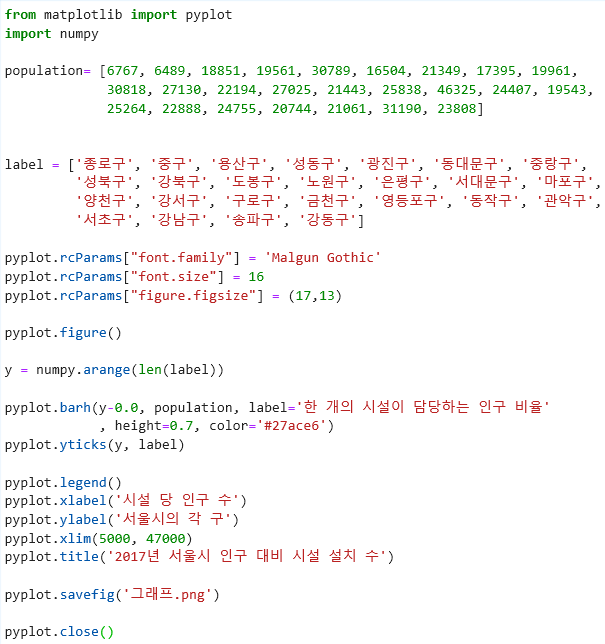 from matplotlib import pyplot
import numpy
population= [6767, 6489, 18851, 19561, 30789, 16504, 21349, 17395, 19961,
30818, 27130, 22194, 27025, 21443, 25838, 46325, 24407, 19543,
25264, 22888, 24755, 20744, 21061, 31190, 23808]
label = ['종로구', '중구', '용산구', '성동구', '광진구', '동대문구', '중랑구',
'성북구', '강북구', '도봉구', '노원구', '은평구', '서대문구', '마포구',
'양천구', '강서구', '구로구', '금천구', '영등포구', '동작구', '관악구',
'서초구', '강남구', '송파구', '강동구']
pyplot.rcParams["font.family"] = 'Malgun Gothic'
pyplot.rcParams["font.size"] = 16
pyplot.rcParams["figure.figsize"] = (17,13)
pyplot.figure()
y = numpy.arange(len(label))
pyplot.barh(y-0.0, population, label='한 개의 시설이 담당하는 인구 비율'
, height=0.7, color='#27ace6')
pyplot.yticks(y, label)
pyplot.legend()
pyplot.xlabel('시설 당 인구 수')
pyplot.ylabel('서울시의 각 구')
pyplot.xlim(5000, 47000)
pyplot.title('2017년 서울시 인구 대비 시설 설치 수')
pyplot.savefig('그래프.png')
pyplot.close()